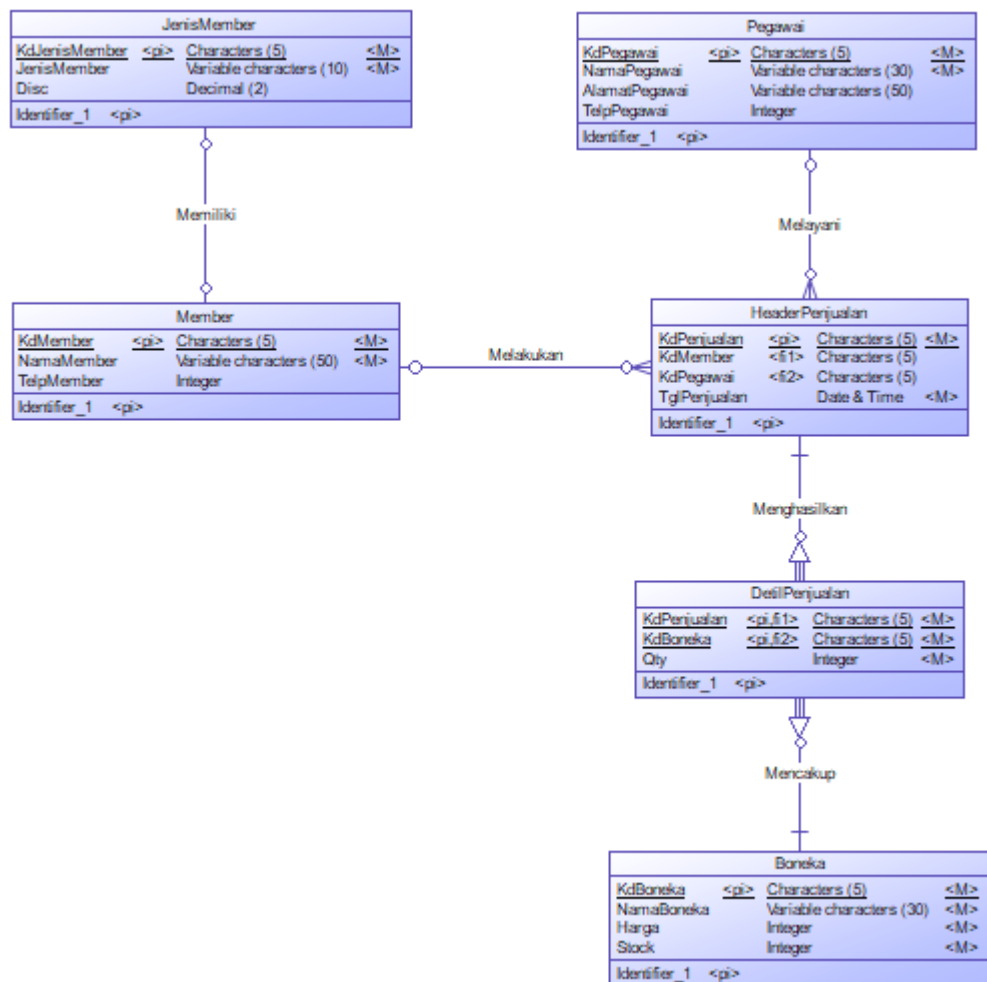 JenisMember
KdJenisMember <pi> Characters (5) <M>
JenisMember Variable characters (10) <M>
Disc Decimal (2)
Identifier_1 <pi>
Pegawai
KdPegawai <pi> Characters (5) <M>
NamaPegawai Variable characters (30) <M>
AlamatPegawai Variable characters (50)
TelpPegawai Integer
Identifier_1 <pi>
Memiliki
Melayani
Member
KdMember <pi> Characters (5) <M>
NamaMember Variable characters (50) <M>
TelpMember Integer
Identifier_1 <pi>
Melakukan
HeaderPenjualan
KdPenjualan <pi> Characters (5) <M>
KdMember <fi1> Characters (5)
KdPegawai <fi2> Characters (5)
TglPenjualan Date & Time <M>
Identifier_1 <pi>
Menghasilkan
DetilPenjualan
KdPenjualan <pi,fi1> Characters (5) <M>
KdBoneka <pi,fi2> Characters (5) <M>
Qty Integer <M>
Identifier_1 <pi>
Mencakup
Boneka
KdBoneka <pi> Characters (5) <M>
NamaBoneka Variable characters (30) <M>
Harga Integer <M>
Stock Integer <M>
Identifier_1 <pi>